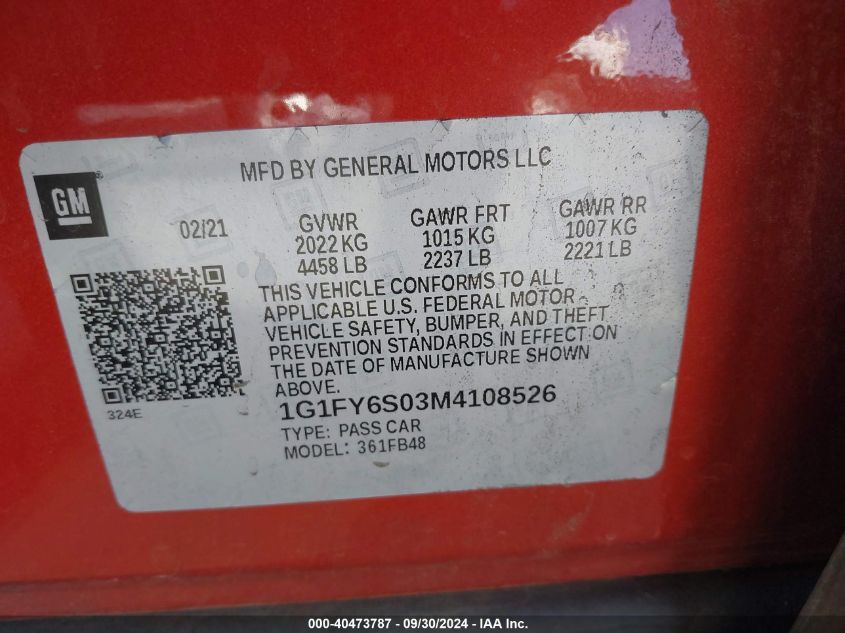 MFD BY GENERAL MOTORS LLC
GM
02/21
GVWR
2022 KG
4458 LB
GAWR FRT
1015 KG
2237 LB
GAWR RR
1007 KG
2221 LB
THIS VEHICLE CONFORMS TO ALL
APPLICABLE U.S. FEDERAL MOTOR
VEHICLE SAFETY, BUMPER, AND THEFT
PREVENTION STANDARDS IN EFFECT ON
THE DATE OF MANUFACTURE SHOWN
ABOVE.
324E
1G1FY6S03M4108526
TYPE: PASS CAR
MODEL: 361FB48
000-40473787 - 09/30/2024 - IAA Inc.